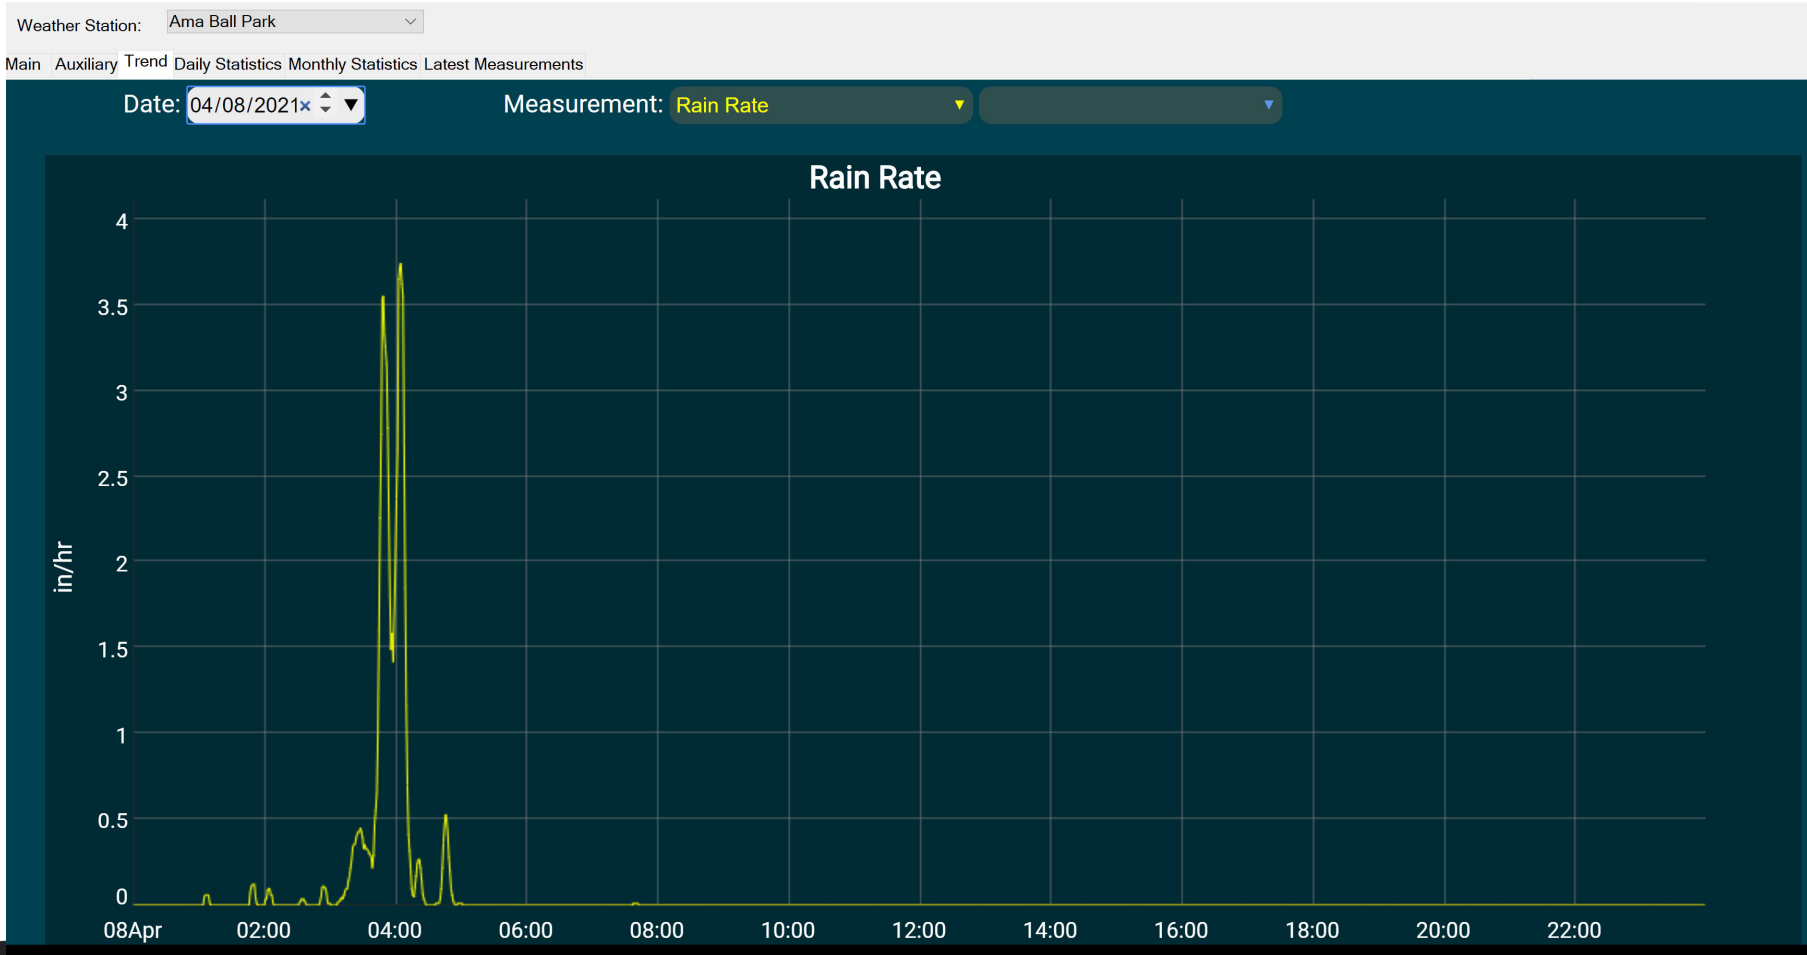 Weather Station: Ama Ball Park
Main Auxiliary Trend Daily Statistics Monthly Statistics Latest Measurements
Date: 04/08/2021 Measurement: Rain Rate
Rain Rate
4
3.5
3
2.5
2
1.5
1
0.5
0
in/hr
08Apr 02:00 04:00 06:00 08:00 10:00 12:00 14:00 16:00 18:00 20:00 22:00